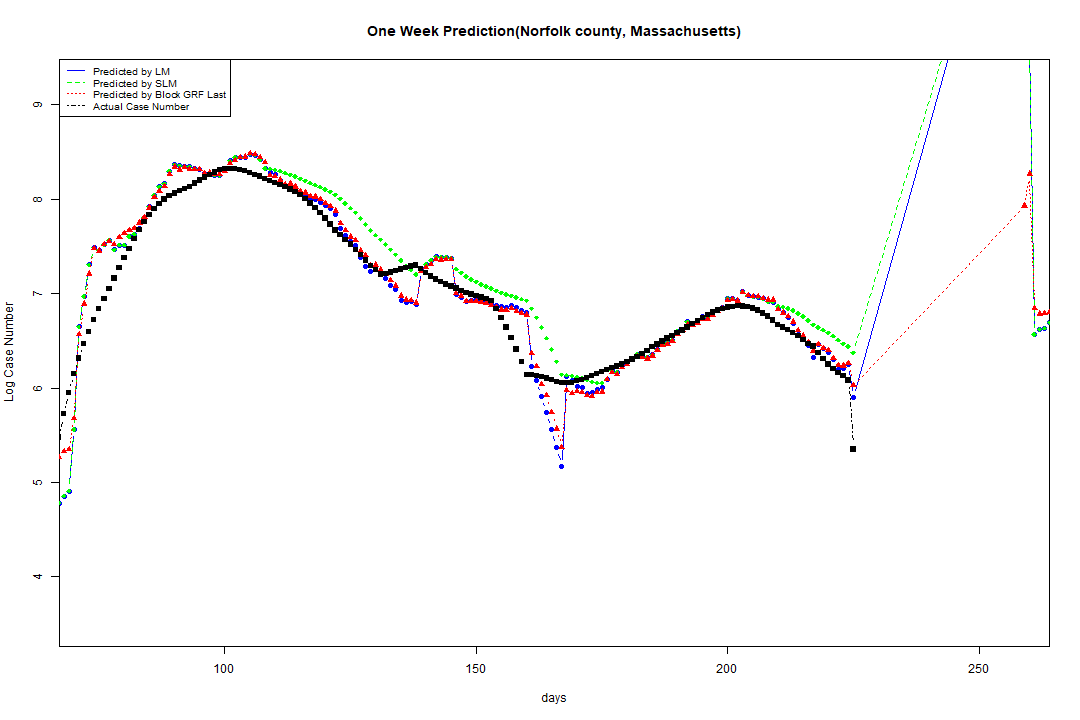 One Week Prediction(Norfolk county, Massachusetts)
Predicted by LM
Predicted by SLM
Predicted by Block GRF Last
Actual Case Number
Log Case Number
9
8
7
6
5
4
100
150
200
250
days